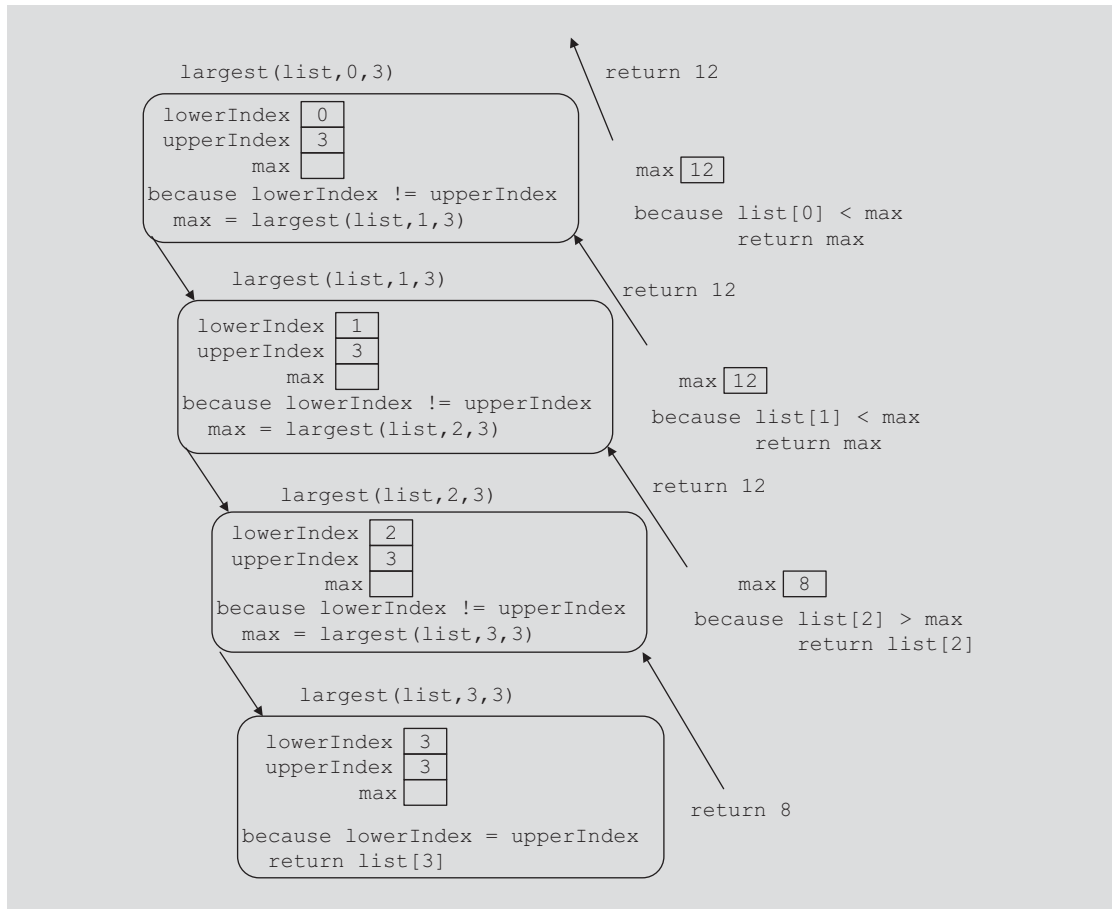 largest(list,0,3)
return 12
lowerIndex 0
upperIndex 3
max
because lowerIndex != upperIndex
max = largest(list,1,3)
max 12
because list[0] < max
return max
largest(list,1,3)
return 12
lowerIndex 1
upperIndex 3
max
because lowerIndex != upperIndex
max = largest(list,2,3)
max 12
because list[1] < max
return max
largest(list,2,3)
return 12
lowerIndex 2
upperIndex 3
max
because lowerIndex != upperIndex
max = largest(list,3,3)
max 8
because list[2] > max
return list[2]
largest(list,3,3)
lowerIndex 3
upperIndex 3
max
because lowerIndex = upperIndex
return list[3]
return 8